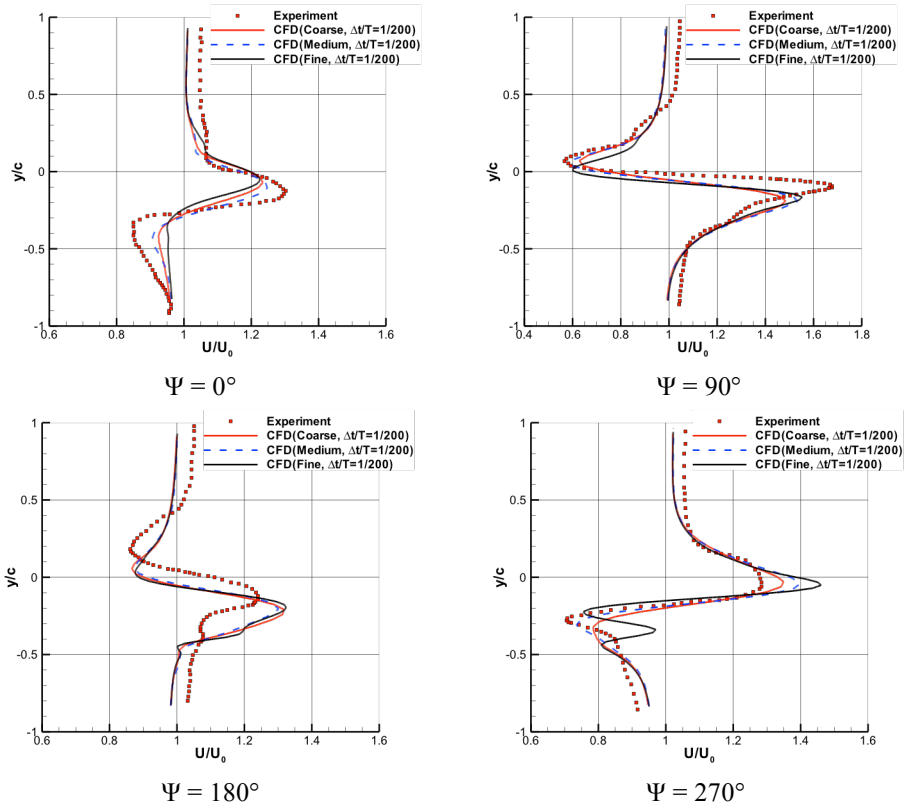 Experiment
CFD(Coarse, Δt/T=1/200)
CFD(Medium, Δt/T=1/200)
CFD(Fine, Δt/T=1/200)
1
0.5
0
-0.5
-1
y/c
0.6 0.8 1 1.2 1.4 1.6
U/U₀
Ψ = 0°
Experiment
CFD(Coarse, Δt/T=1/200)
CFD(Medium, Δt/T=1/200)
CFD(Fine, Δt/T=1/200)
1
0.5
0
-0.5
-1
y/c
0.4 0.6 0.8 1 1.2 1.4 1.6 1.8
U/U₀
Ψ = 90°
Experiment
CFD(Coarse, Δt/T=1/200)
CFD(Medium, Δt/T=1/200)
CFD(Fine, Δt/T=1/200)
1
0.5
0
-0.5
-1
y/c
0.6 0.8 1 1.2 1.4 1.6
U/U₀
Ψ = 180°
Experiment
CFD(Coarse, Δt/T=1/200)
CFD(Medium, Δt/T=1/200)
CFD(Fine, Δt/T=1/200)
1
0.5
0
-0.5
-1
y/c
0.6 0.8 1 1.2 1.4 1.6
U/U₀
Ψ = 270°